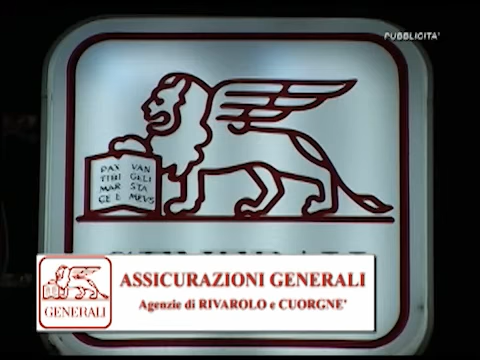 PUBBLICITA'
PAX VAN
TIBI GELI
MAR STA
CE E MEVS
ASSICURAZIONI GENERALI
Agenzie di RIVAROLO e CUORGNE'
GENERALI